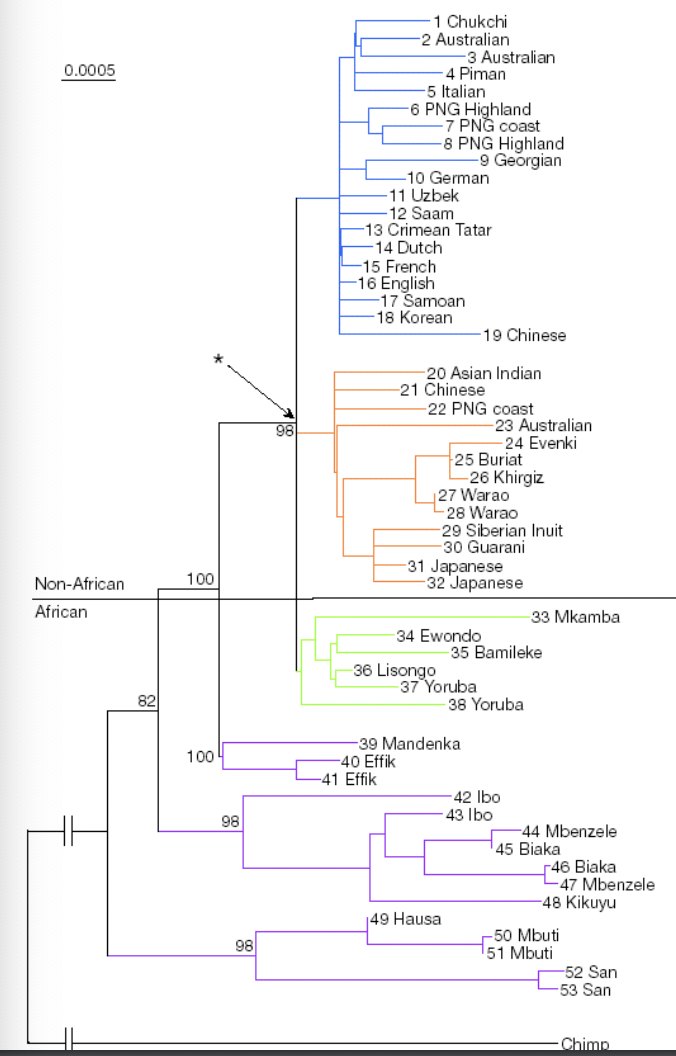 1 Chukchi
2 Australian
0.0005
3 Australian
4 Piman
5 Italian
6 PNG Highland
7 PNG coast
8 PNG Highland
9 Georgian
10 German
11 Uzbek
12 Saam
13 Crimean Tatar
14 Dutch
15 French
16 English
17 Samoan
18 Korean
19 Chinese
*
20 Asian Indian
21 Chinese
22 PNG coast
23 Australian
98
24 Evenki
25 Buriat
26 Khirgiz
27 Warao
28 Warao
29 Siberian Inuit
30 Guarani
31 Japanese
32 Japanese
100
Non-African
African
33 Mkamba
34 Ewondo
35 Bamileke
36 Lisongo
37 Yoruba
38 Yoruba
82
39 Mandenka
100
40 Effik
41 Effik
42 Ibo
43 Ibo
98
44 Mbenzele
45 Biaka
46 Biaka
47 Mbenzele
48 Kikuyu
49 Hausa
50 Mbuti
98
51 Mbuti
52 San
53 San
Chimp